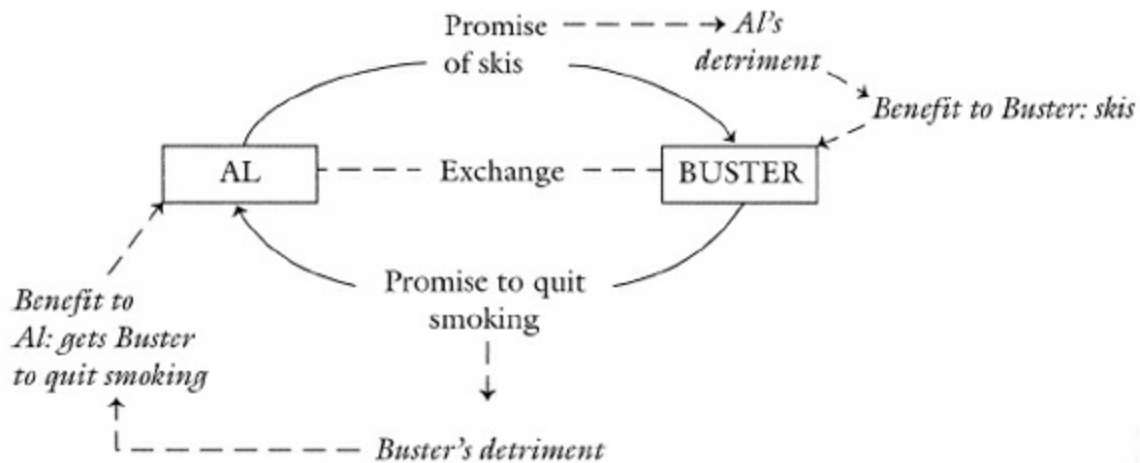 Promise
of skis
Al's
detriment
Benefit to Buster: skis
AL
Exchange
BUSTER
Promise to quit
smoking
Benefit to
Al: gets Buster
to quit smoking
Buster's detriment